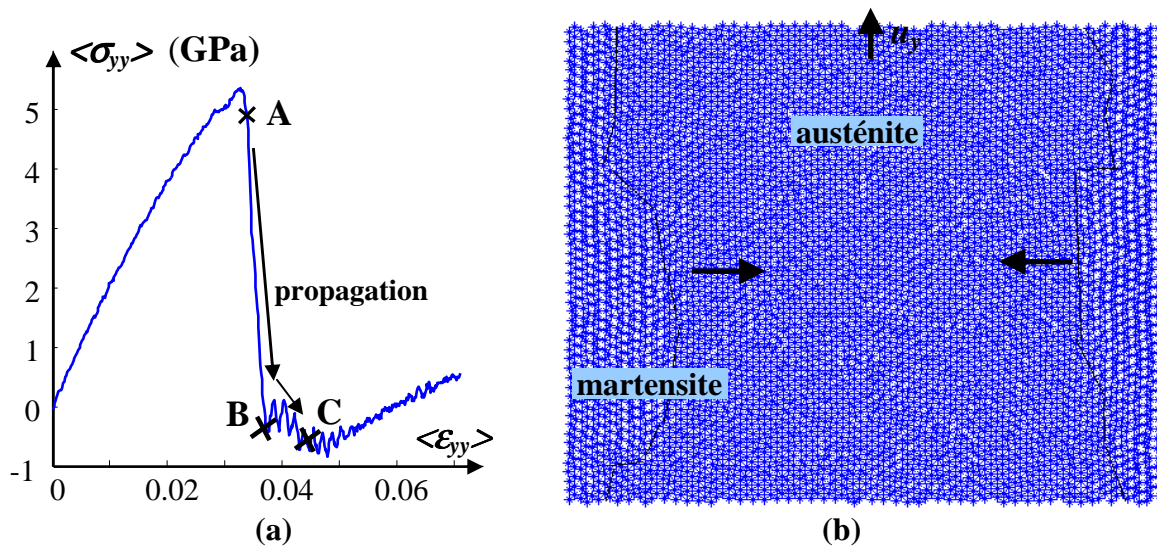 <σyy> (GPa)
5
4
3
2
1
0
-1
A
propagation
B
C
<εyy>
0
0.02
0.04
0.06
(a)
uy
austénite
martensite
(b)